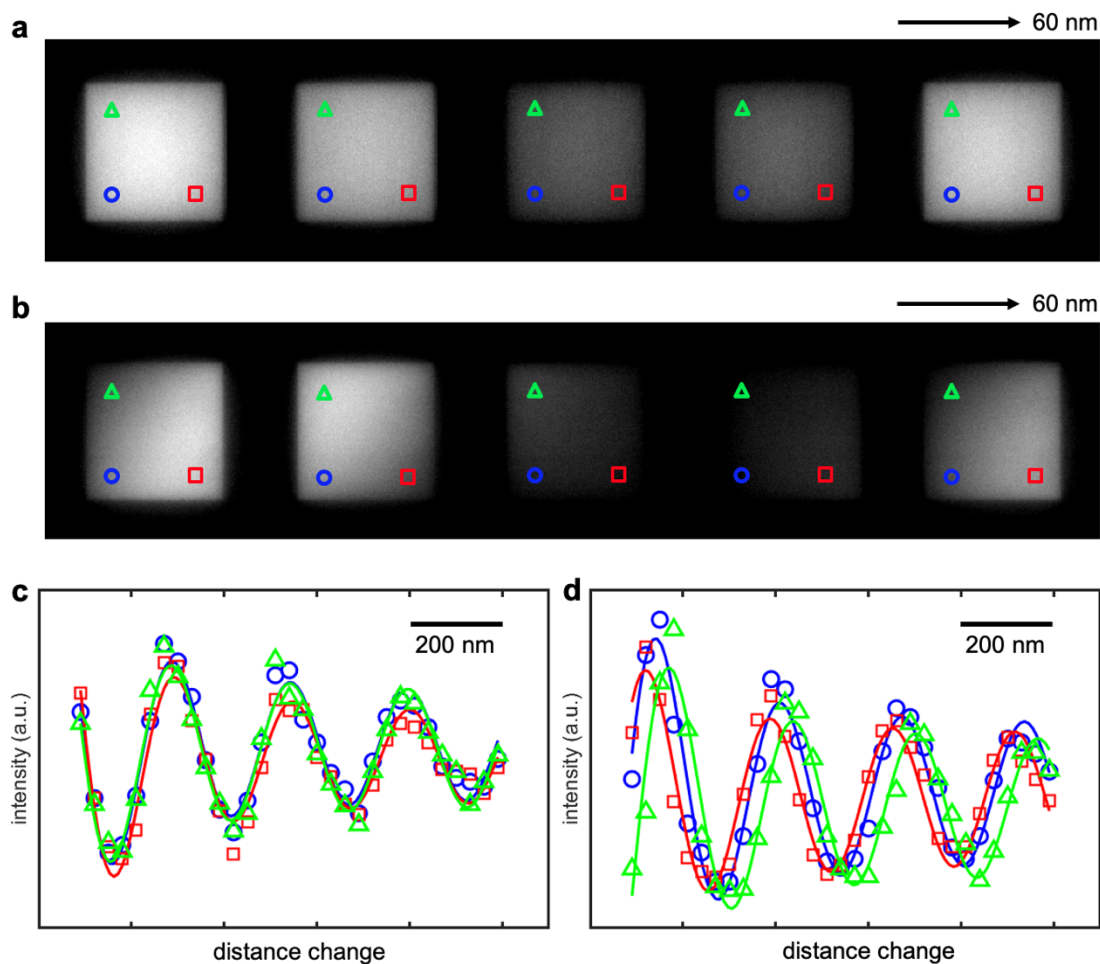 a
60 nm
b
60 nm
c
200 nm
intensity (a.u.)
distance change
d
200 nm
intensity (a.u.)
distance change